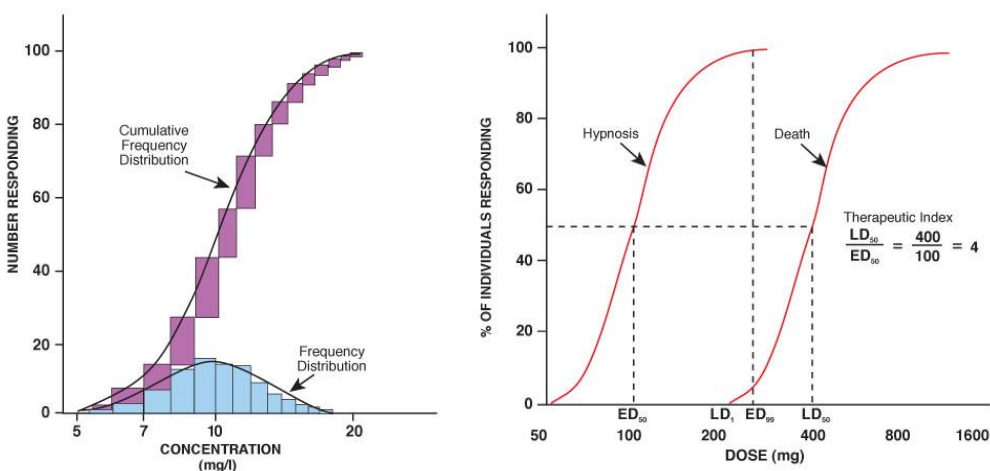 100
80
60
40
20
0
NUMBER RESPONDING
Cumulative
Frequency
Distribution
Frequency
Distribution
5
7
10
20
CONCENTRATION
(mg/l)
100
80
60
40
20
0
% OF INDIVIDUALS RESPONDING
Hypnosis
Death
Therapeutic Index
LD₅₀
ED₅₀
=
400
100
= 4
ED₅₀
LD₁
ED₉₉
LD₅₀
50
100
200
400
800
1600
DOSE (mg)